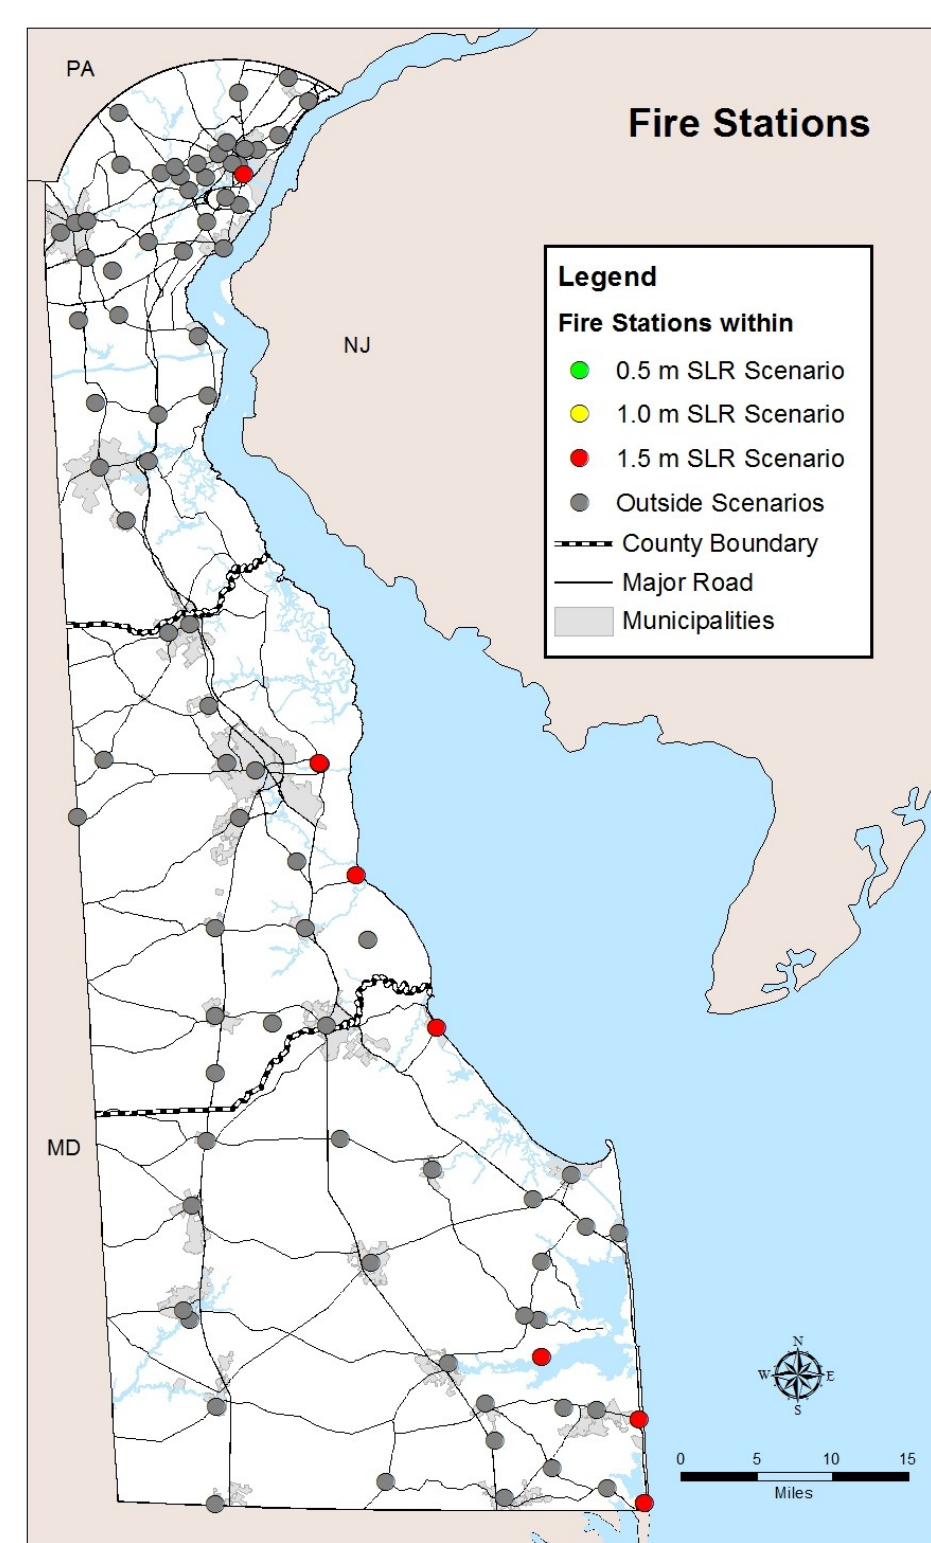 PA
Fire Stations
Legend
Fire Stations within
0.5 m SLR Scenario
1.0 m SLR Scenario
1.5 m SLR Scenario
Outside Scenarios
County Boundary
Major Road
Municipalities
NJ
MD
N
W E
S
0 5 10 15
Miles